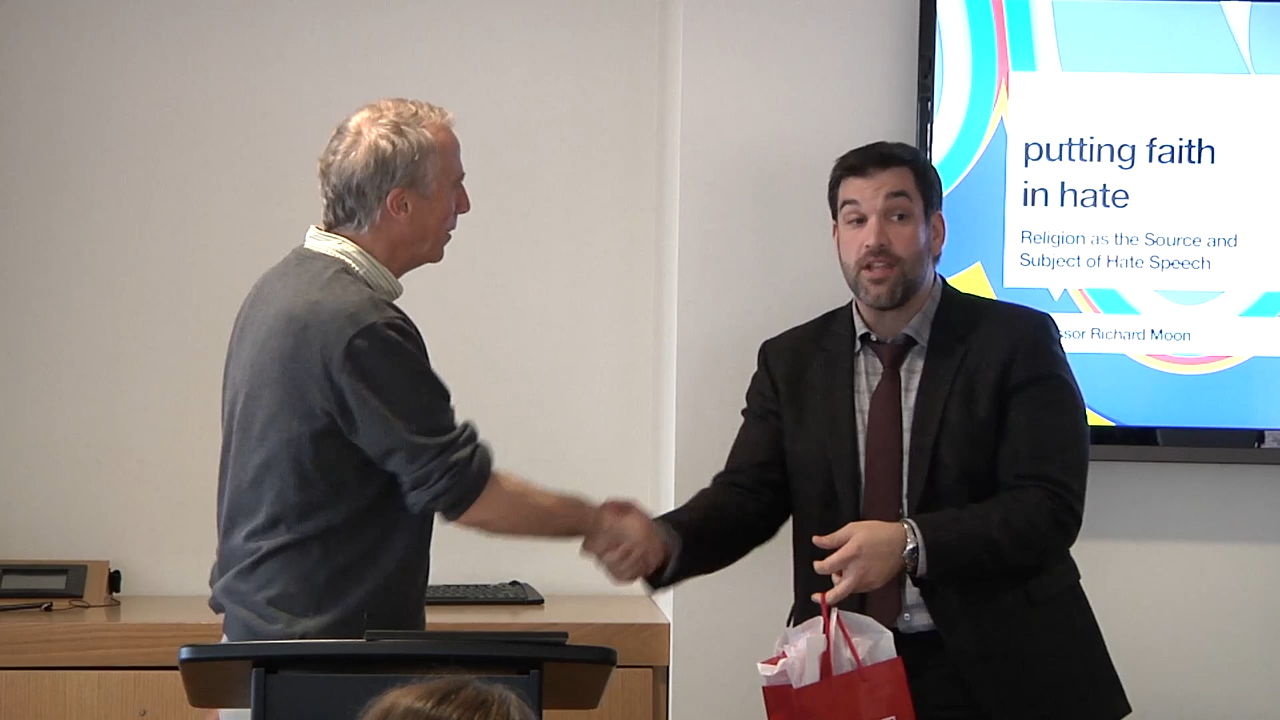 putting faith
in hate
Religion as the Source and
Subject of Hate Speech
ssor Richard Moon